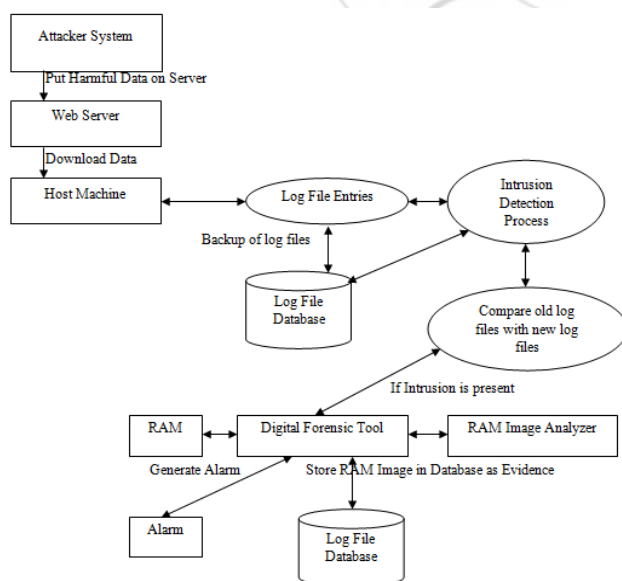 Attacker System
Put Harmful Data on Server
Web Server
Download Data
Host Machine
Log File Entries
Intrusion
Detection
Process
Backup of log files
Log File
Database
Compare old log
files with new log
files
If Intrusion is present
RAM
Digital Forensic Tool
RAM Image Analyzer
Generate Alarm
Store RAM Image in Database as Evidence
Alarm
Log File
Database